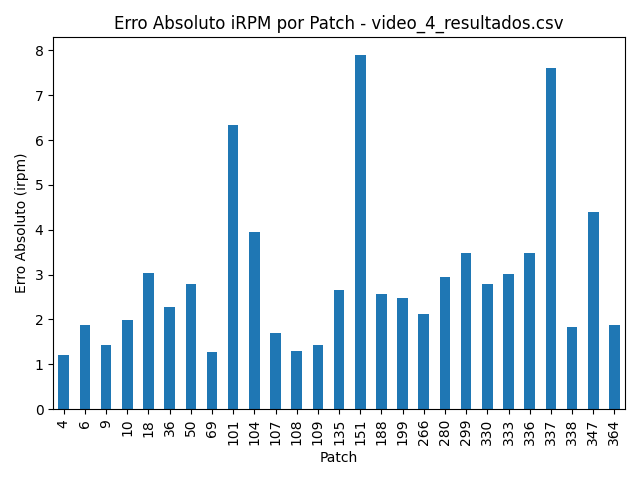 Erro Absoluto iRPM por Patch - video_4_resultados.csv
Erro Absoluto (irpm)
8
7
6
5
4
3
2
1
0
4 6 9 10 18 36 50 69 101 104 107 108 109 135 151 188 199 266 280 299 330 333 336 337 338 347 364
Patch